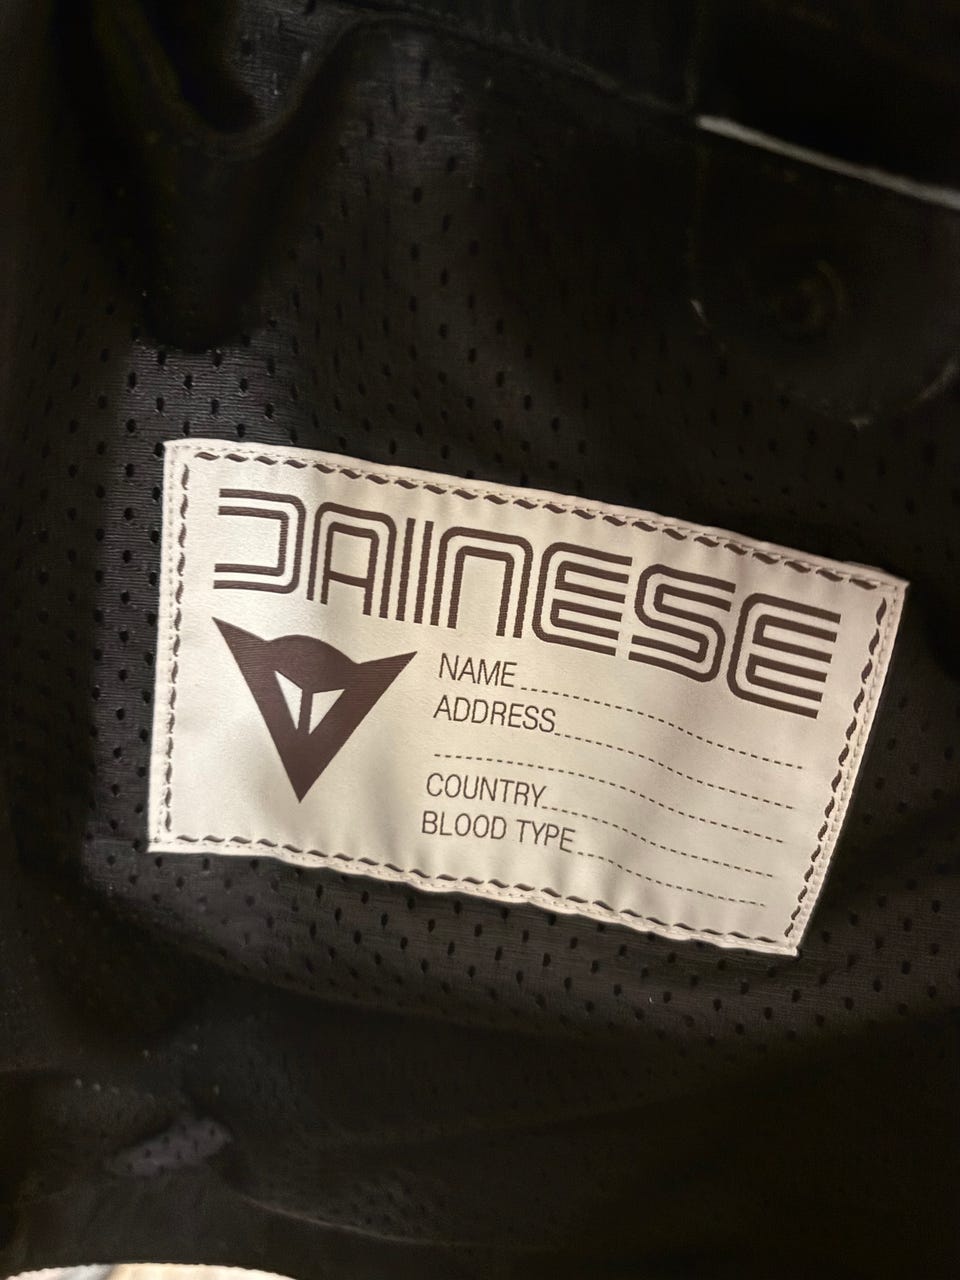 DAINESE
NAME
ADDRESS
COUNTRY
BLOOD TYPE